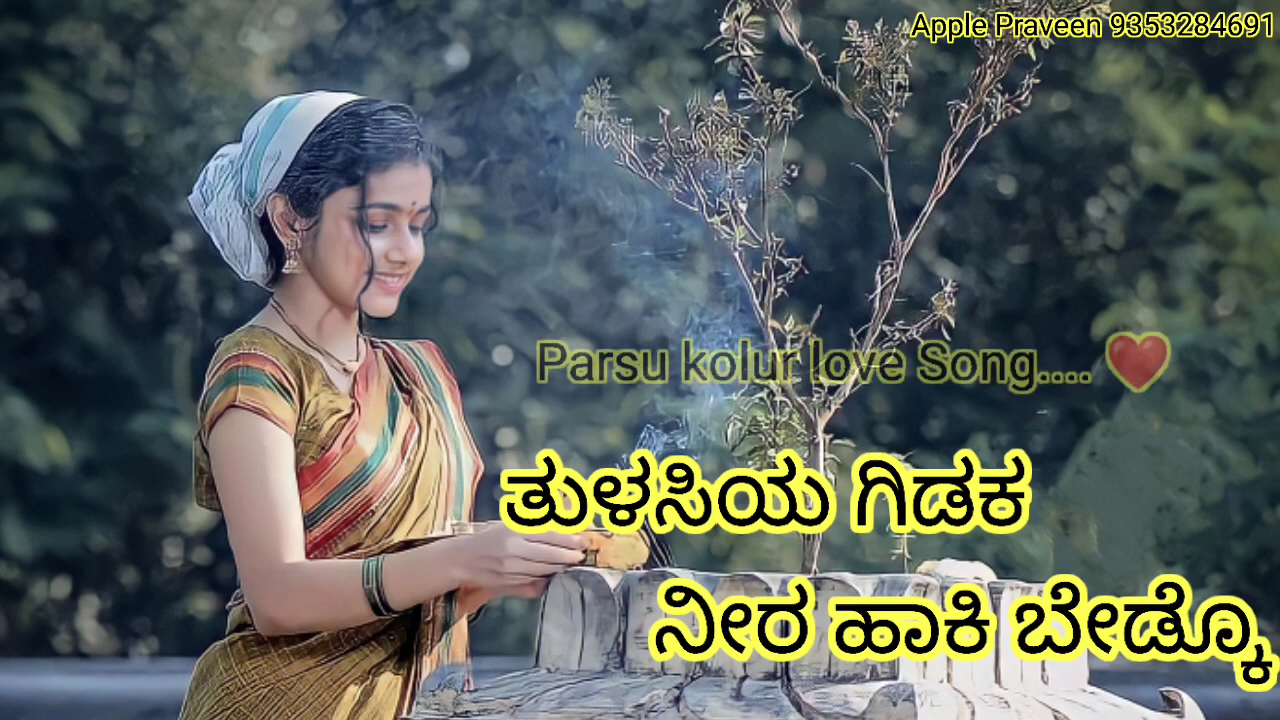 Apple Praveen 9353284691
Parsu kolur love Song.... ❤️
ತುಳಸಿಯ ಗಿಡಕ
ನೀರ ಹಾಕಿ ಬೇಡ್ಕೊ